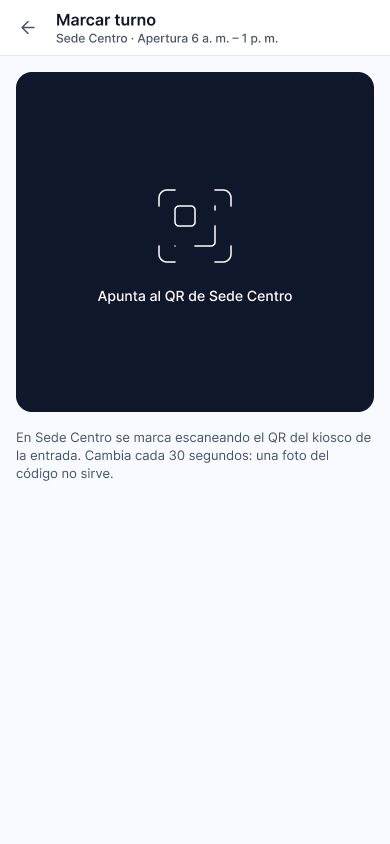 Marcar turno
Sede Centro · Apertura 6 a. m. – 1 p. m.
Apunta al QR de Sede Centro
En Sede Centro se marca escaneando el QR del kiosco de
la entrada. Cambia cada 30 segundos: una foto del
código no sirve.